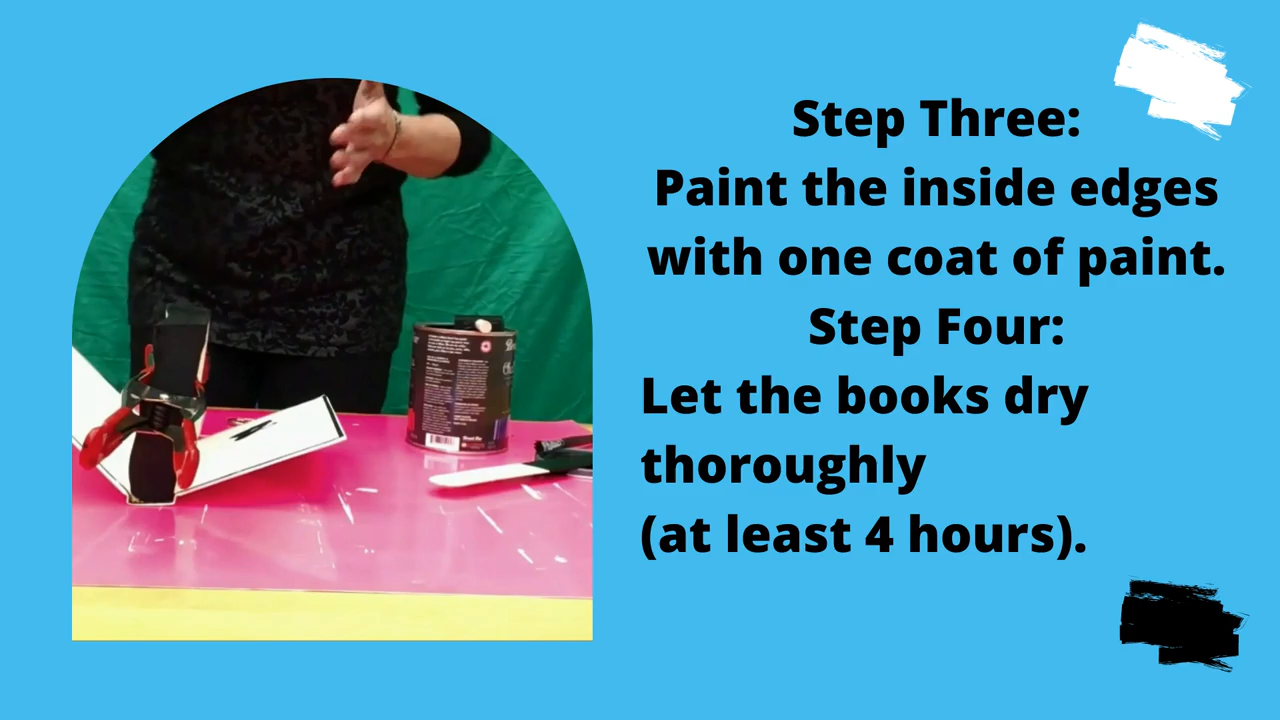 Step Three:
Paint the inside edges
with one coat of paint.
Step Four:
Let the books dry
thoroughly
(at least 4 hours).